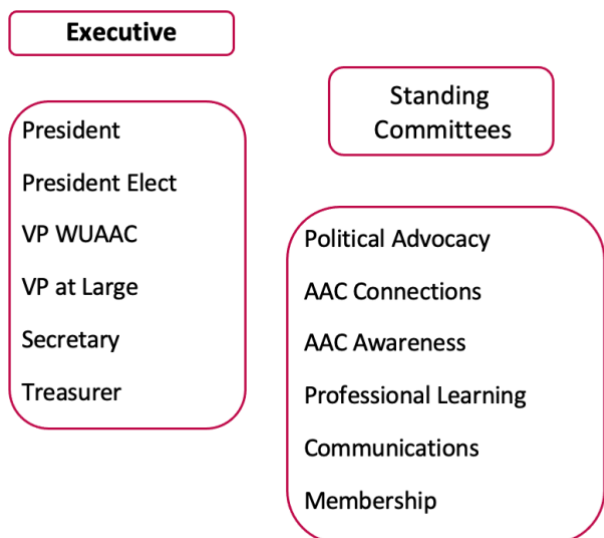 Executive
President
President Elect
VP WUAAC
VP at Large
Secretary
Treasurer
Standing
Committees
Political Advocacy
AAC Connections
AAC Awareness
Professional Learning
Communications
Membership